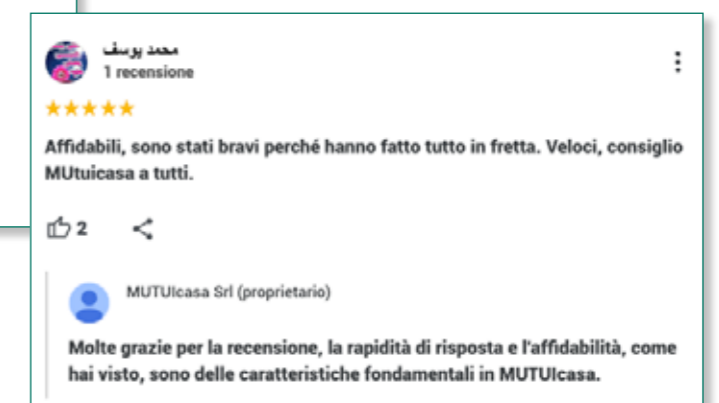 محمد يوسف
1 recensione
Affidabili, sono stati bravi perché hanno fatto tutto in fretta. Veloci, consiglio
MUtuicasa a tutti.
2
MUTUIcasa Srl (proprietario)
Molte grazie per la recensione, la rapidità di risposta e l'affidabilità, come
hai visto, sono delle caratteristiche fondamentali in MUTUIcasa.